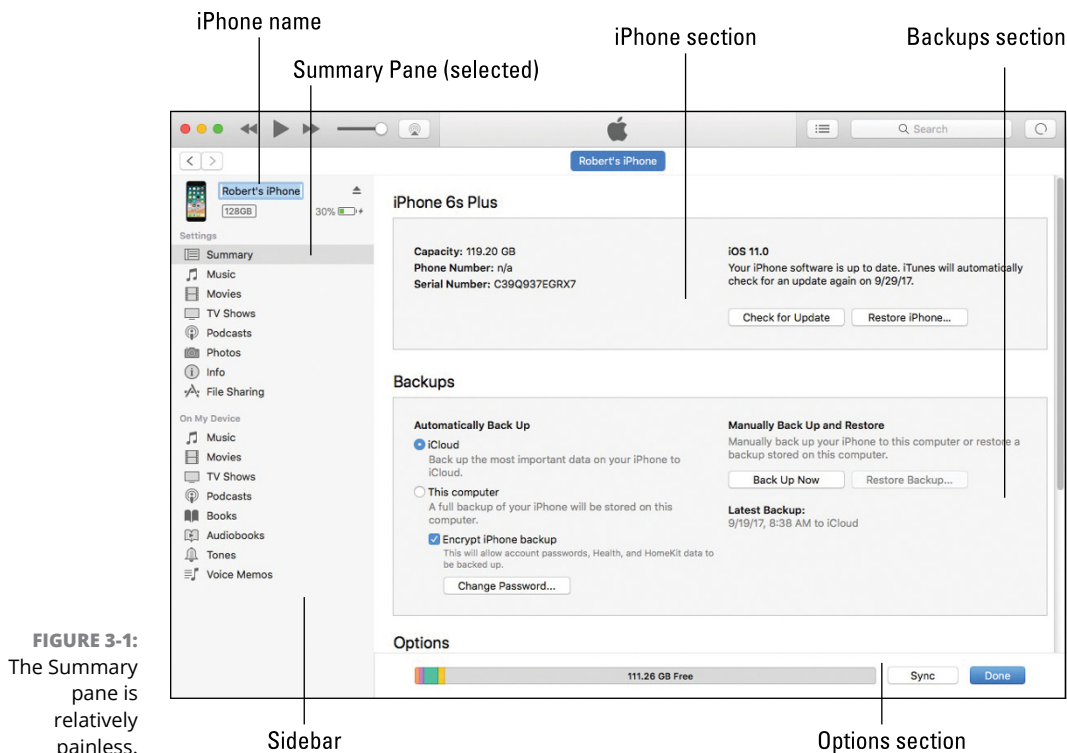 iPhone name
iPhone section
Backups section
Summary Pane (selected)
Search
Robert's iPhone
Robert's iPhone
128GB
30%
Settings
Summary
Music
Movies
TV Shows
Podcasts
Photos
Info
File Sharing
On My Device
Music
Movies
TV Shows
Podcasts
Books
Audiobooks
Tones
Voice Memos
iPhone 6s Plus
Capacity: 119.20 GB
Phone Number: n/a
Serial Number: C39Q937EGRX7
iOS 11.0
Your iPhone software is up to date. iTunes will automatically
check for an update again on 9/29/17.
Check for Update
Restore iPhone...
Backups
Automatically Back Up
iCloud
Back up the most important data on your iPhone to
iCloud.
This computer
A full backup of your iPhone will be stored on this
computer.
Encrypt iPhone backup
This will allow account passwords, Health, and HomeKit data to
be backed up.
Change Password...
Manually Back Up and Restore
Manually back up your iPhone to this computer or restore a
backup stored on this computer.
Back Up Now
Restore Backup...
Latest Backup:
9/19/17, 8:38 AM to iCloud
Options
111.26 GB Free
Sync
Done
FIGURE 3-1:
The Summary
pane is
relatively
painless.
Sidebar
Options section